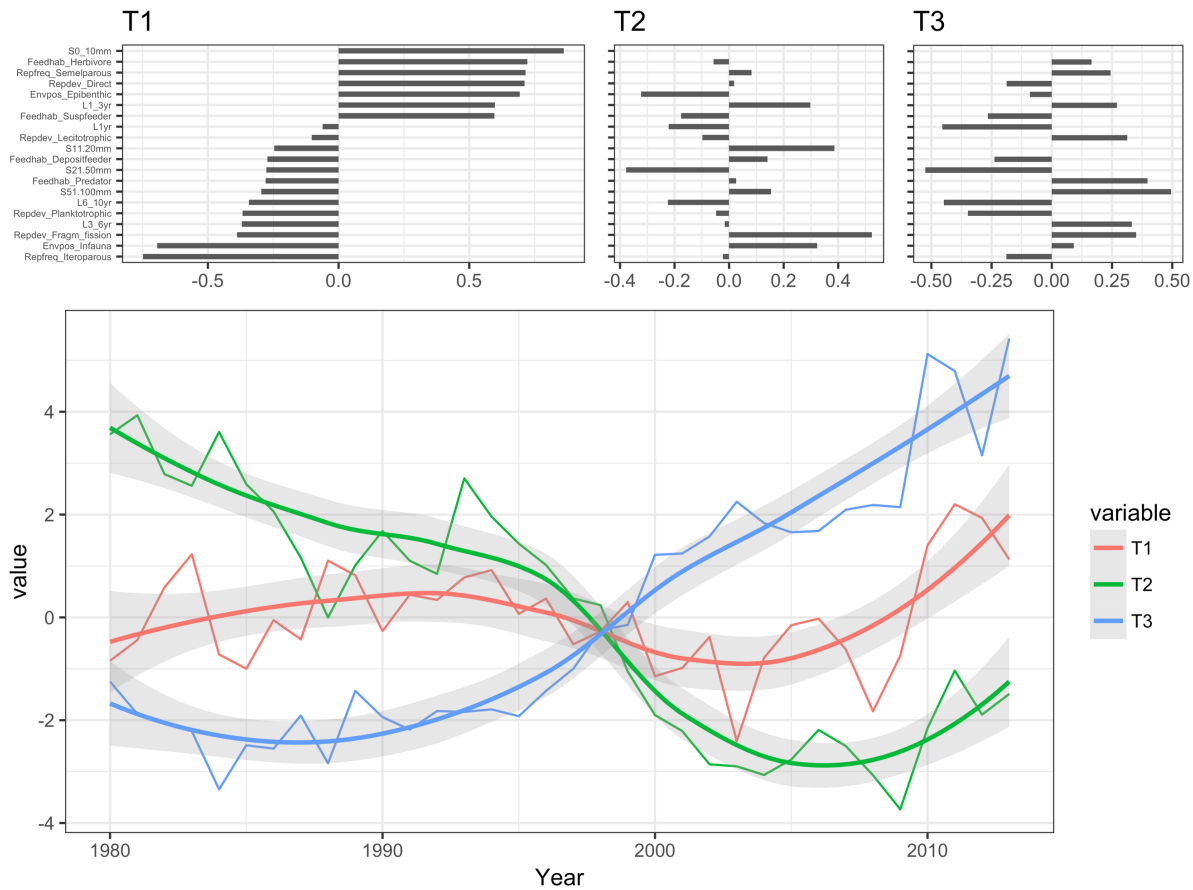 T1 T2 T3
S0_10mm
Feedhab_Herbivore
Repfreq_Semelparous
Repdev_Direct
Envpos_Epibenthic
L1_3yr
Feedhab_Suspfeeder
L1yr
Repdev_Lecitotrophic
S11.20mm
Feedhab_Depositfeeder
S21.50mm
Feedhab_Predator
S51.100mm
L6_10yr
Repdev_Planktotrophic
L3_6yr
Repdev_Fragm_fission
Envpos_Infauna
Repfreq_Iteroparous
-0.5 0.0 0.5 -0.4 -0.2 0.0 0.2 0.4 -0.50 -0.25 0.00 0.25 0.50
4
2
0
-2
-4
value
1980 1990 2000 2010
Year
variable
T1
T2
T3